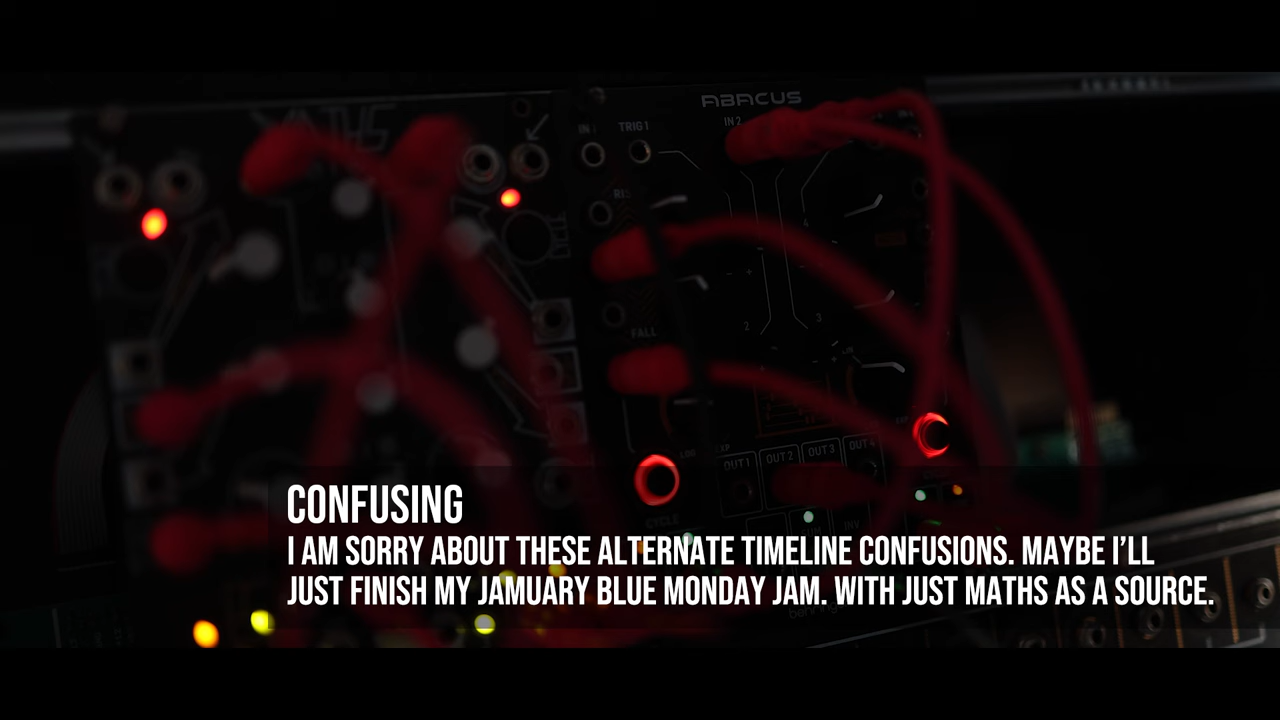 ABACUS
IN 2
TRIG 1
FALL
OUT 1
OUT 2
OUT 3
OUT 4
CYCLE
INV
CONFUSING
I AM SORRY ABOUT THESE ALTERNATE TIMELINE CONFUSIONS. MAYBE I’LL
JUST FINISH MY JAMUARY BLUE MONDAY JAM. WITH JUST MATHS AS A SOURCE.